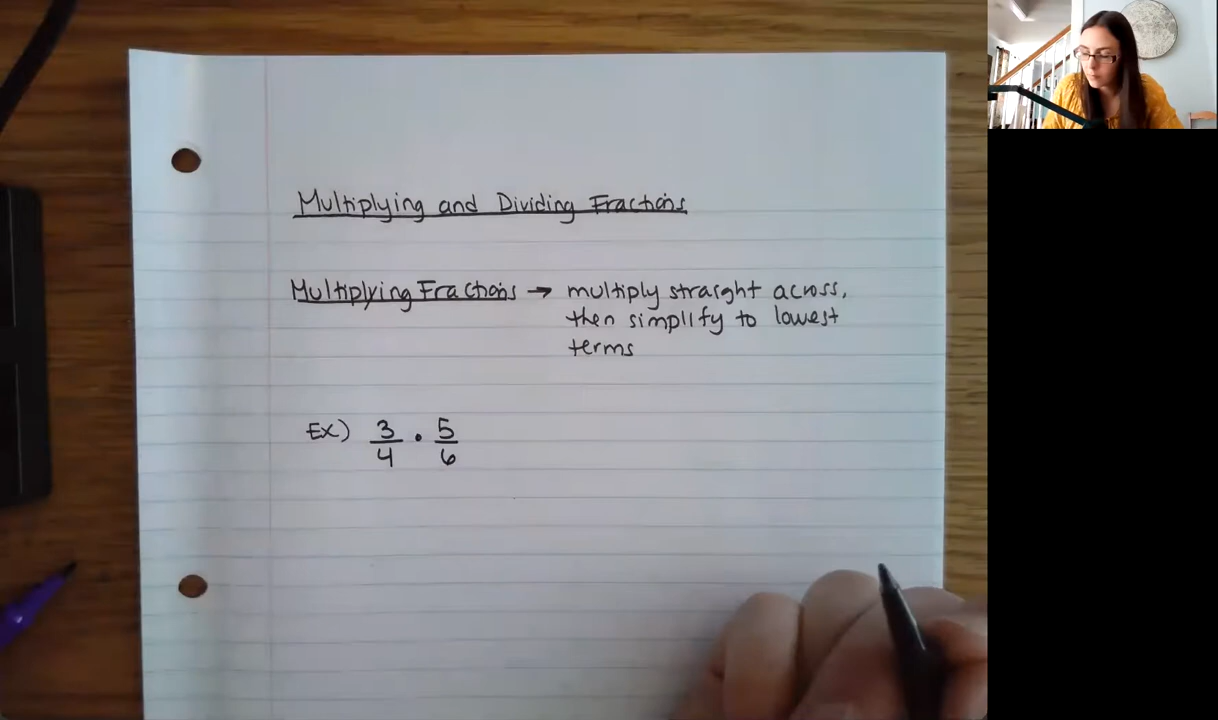 Multiplying and Dividing Fractions
Multiplying Fractions → multiply straight across,
then simplify to lowest
terms
Ex) 3/4 · 5/6